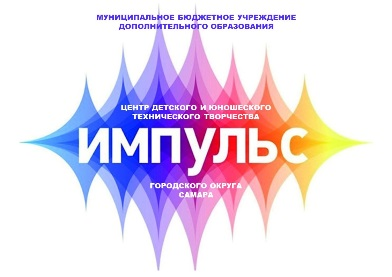 МУНИЦИПАЛЬНОЕ БЮДЖЕТНОЕ УЧРЕЖДЕНИЕ
ДОПОЛНИТЕЛЬНОГО ОБРАЗОВАНИЯ
ЦЕНТР ДЕТСКОГО И ЮНОШЕСКОГО
ТЕХНИЧЕСКОГО ТВОРЧЕСТВА
ИМПУЛЬС
ГОРОДСКОГО ОКРУГА
САМАРА